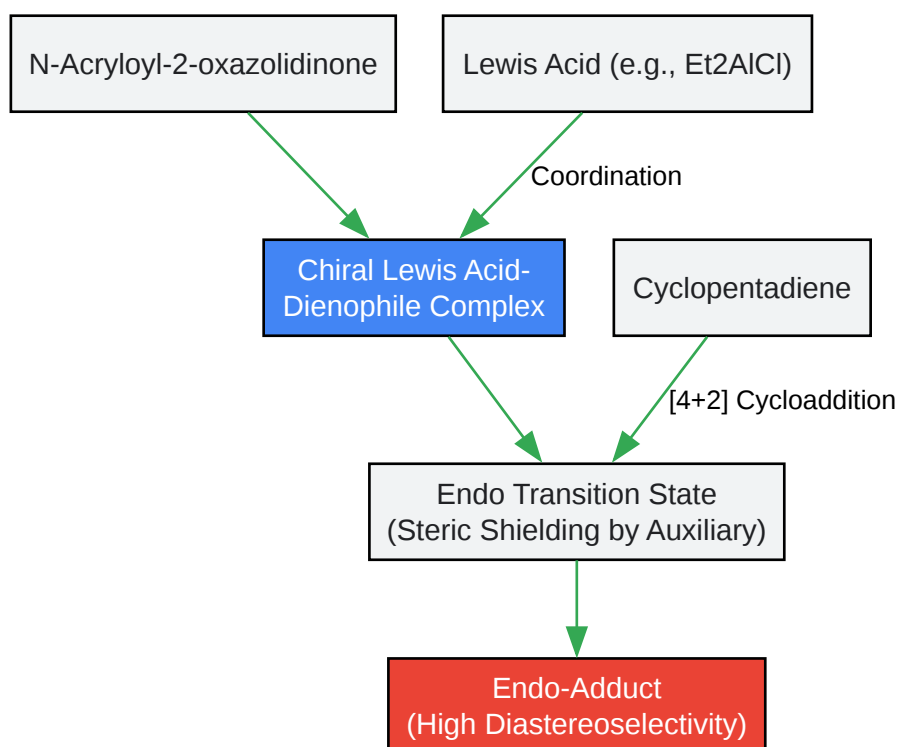 N-Acryloyl-2-oxazolidinone
Lewis Acid (e.g., Et2AlCl)
Coordination
Chiral Lewis Acid-
Dienophile Complex
Cyclopentadiene
[4+2] Cycloaddition
Endo Transition State
(Steric Shielding by Auxiliary)
Endo-Adduct
(High Diastereoselectivity)